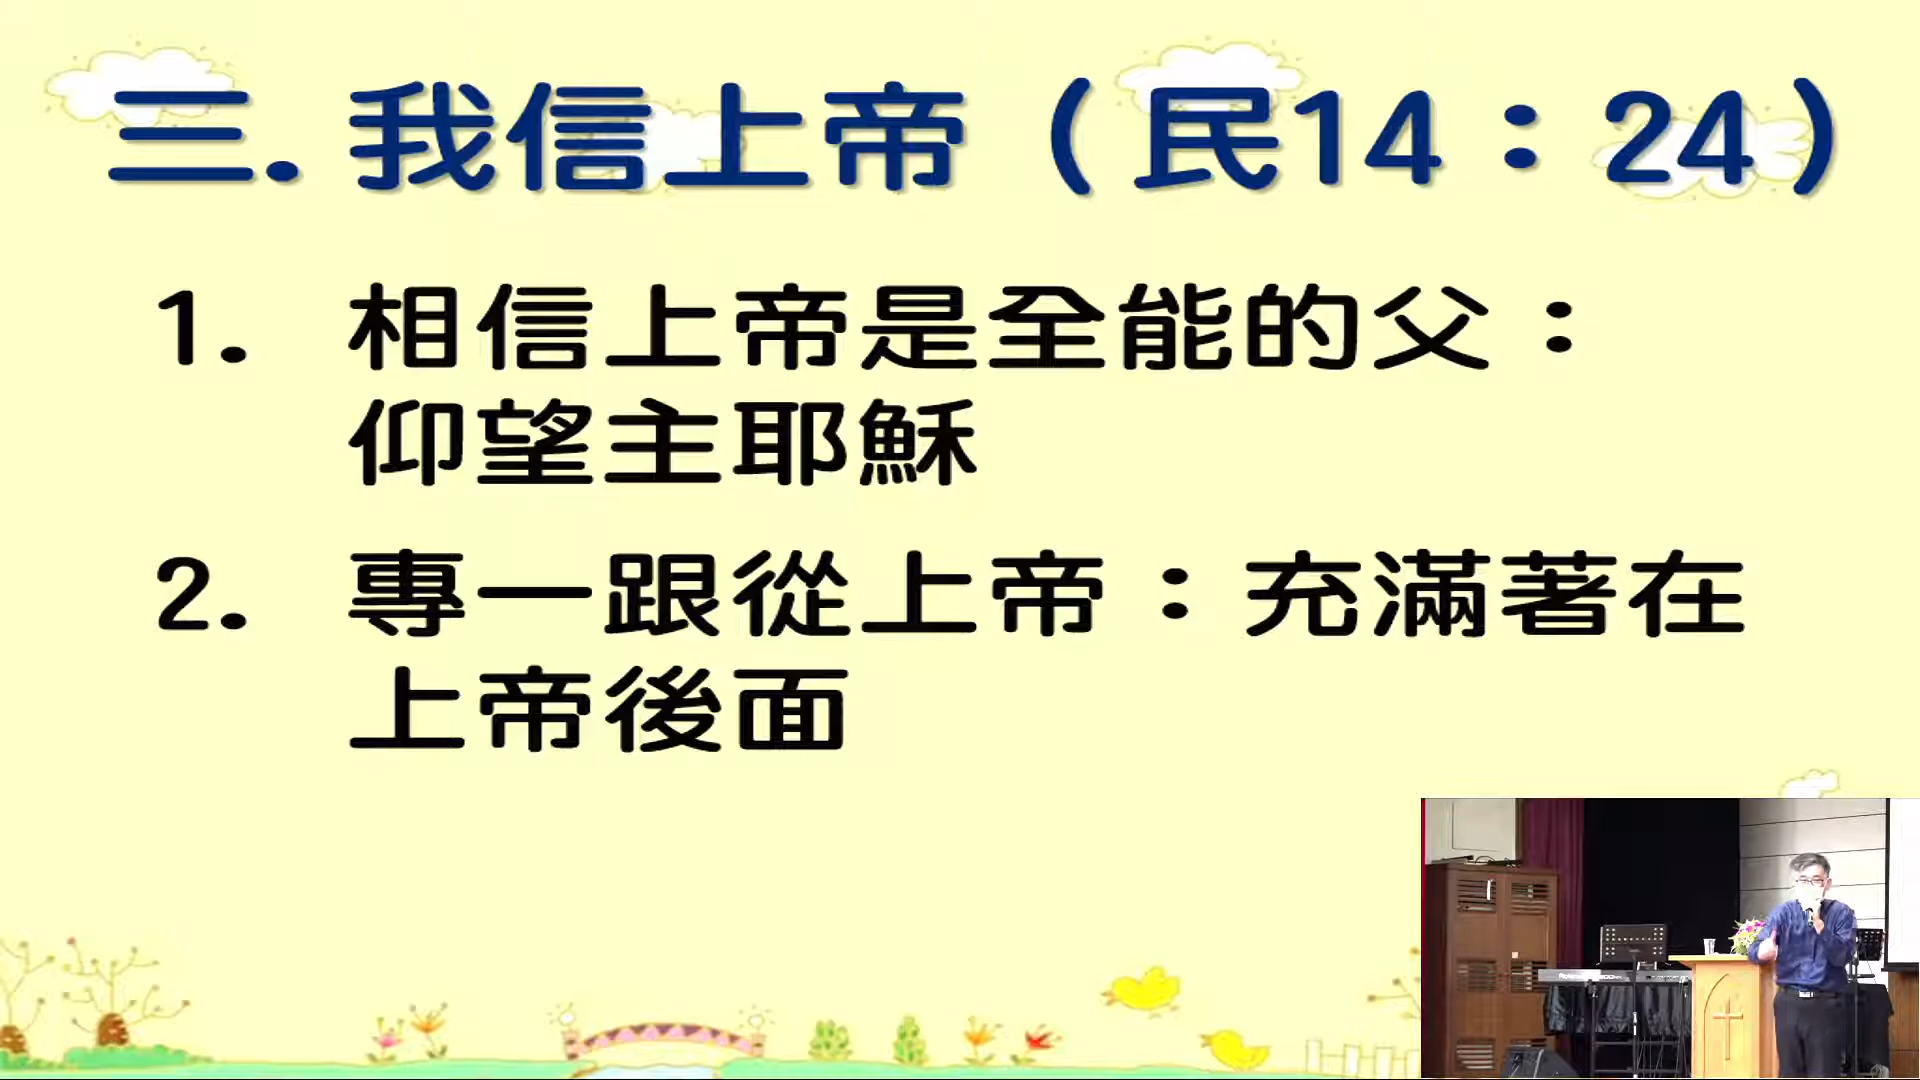 三. 我信上帝（民14：24）
1. 相信上帝是全能的父：
仰望主耶穌
2. 專一跟從上帝：充滿著在
上帝後面